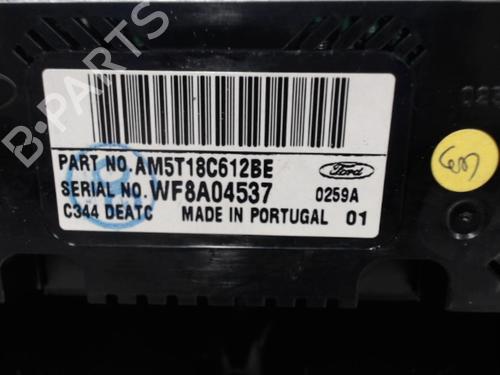 B-PARTS
PART NO.AM5T18C612BE
SERIAL NO.WF8A04537
Ford
0259A
C344 DEATC MADE IN PORTUGAL 01